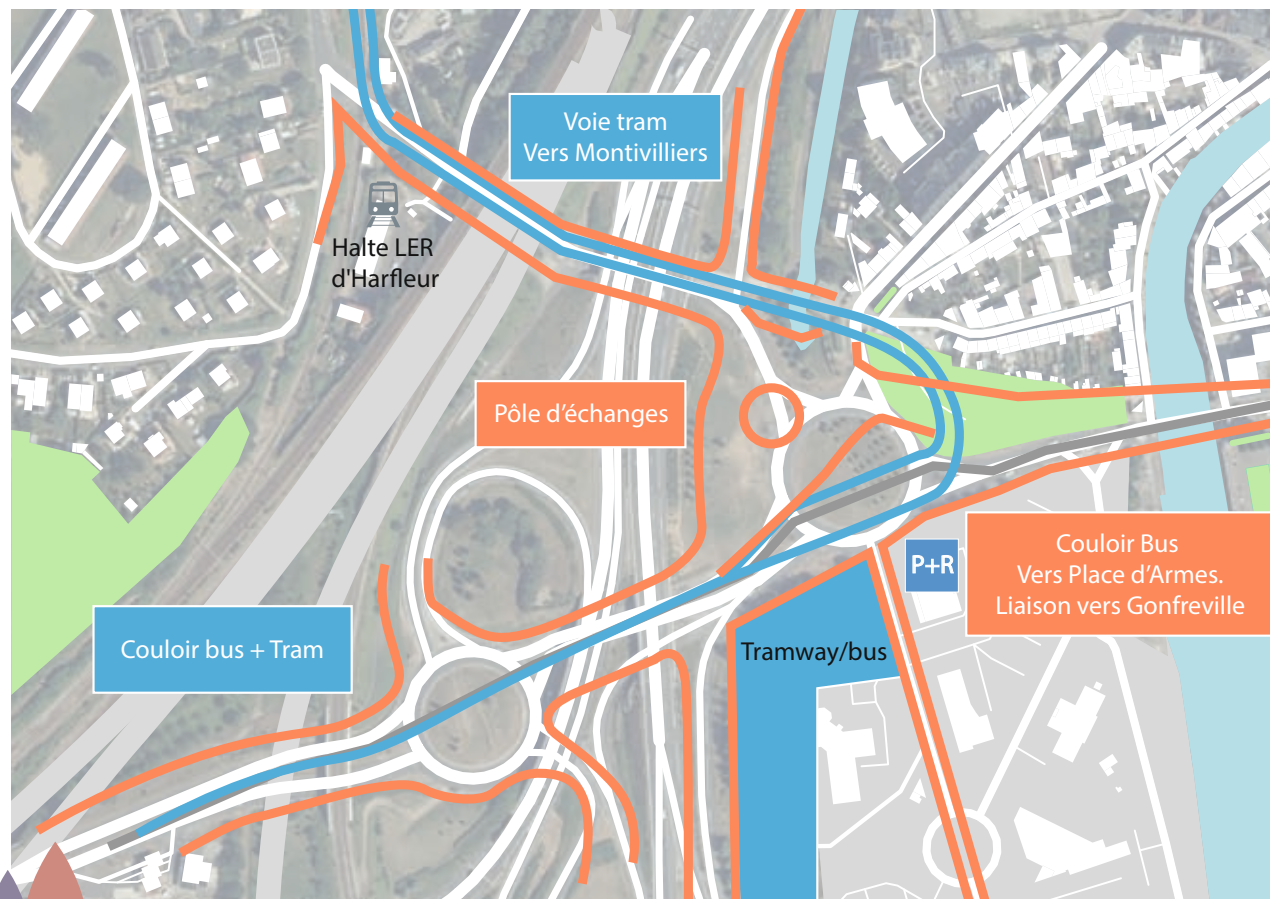 Voie tram
Vers Montivilliers
Halte LER
d'Harfleur
Pôle d’échanges
P+R
Couloir Bus
Vers Place d’Armes.
Liaison vers Gonfreville
Couloir bus + Tram
Tramway/bus